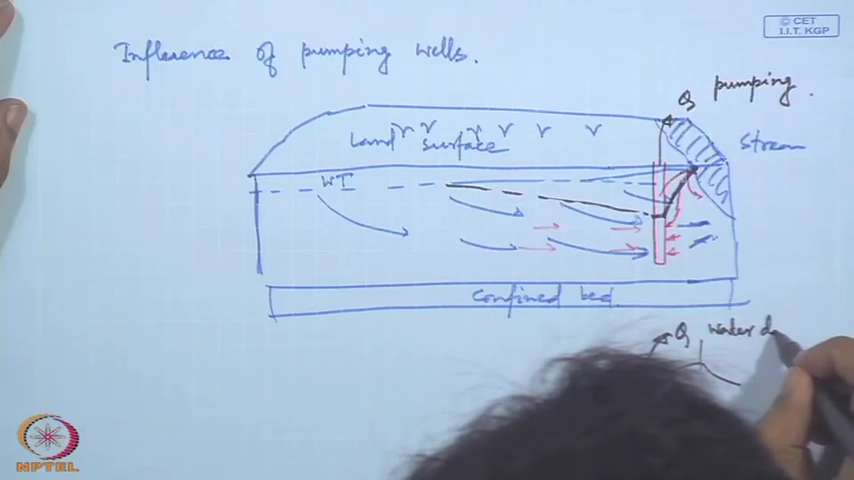 © CET
I.I.T. KGP
Influence of pumping wells.
Q pumping.
Land surface
Stream
WT
Confined bed
Q water d
NPTEL